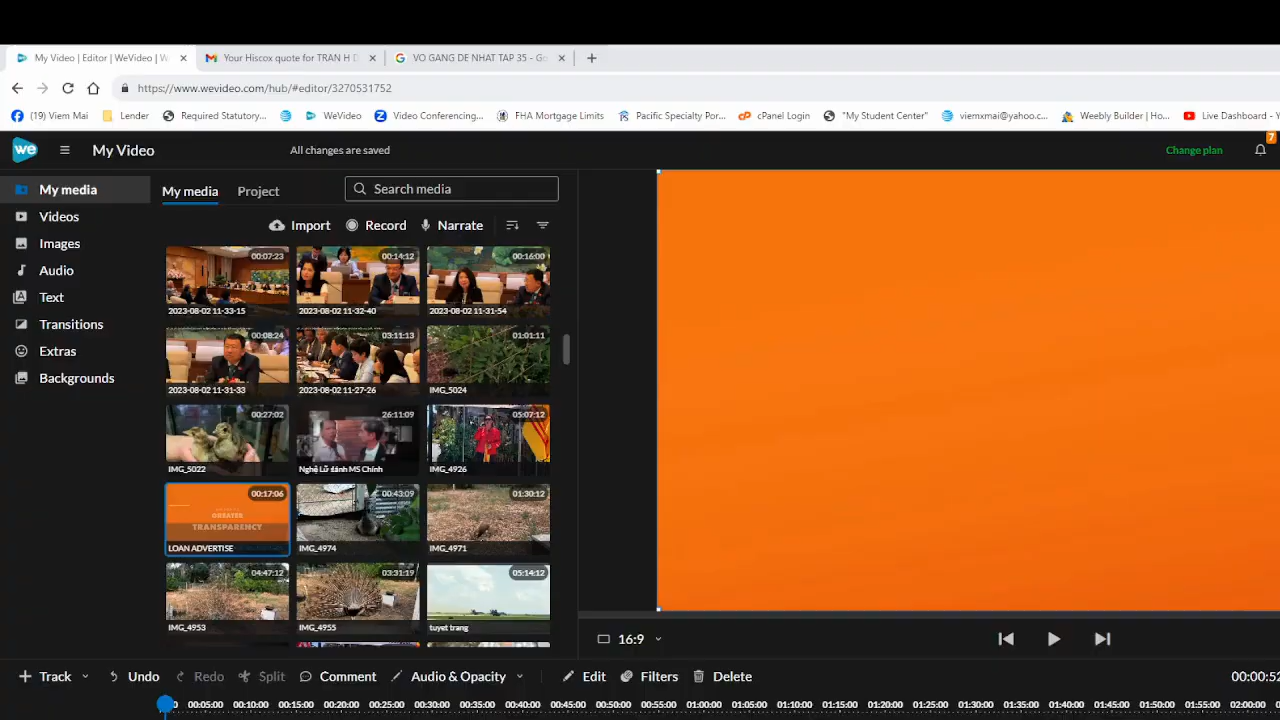 My Video | Editor | WeVideo | W
Your Hiscox quote for TRAN H D
VO GANG DE NHAT TAP 35 - Go
https://www.wevideo.com/hub/#editor/3270531752
(19) Viem Mai
Lender
Required Statutory...
WeVideo
Video Conferencing...
FHA Mortgage Limits
Pacific Specialty Por...
cPanel Login
"My Student Center"
viemxmai@yahoo.c...
Weebly Builder | Ho...
Live Dashboard - Yo
we
My Video
All changes are saved
Change plan
7
My media
Videos
Images
Audio
Text
Transitions
Extras
Backgrounds
My media
Project
Search media
Import
Record
Narrate
00:07:23
2023-08-02 11-33-15
00:14:12
2023-08-02 11-32-40
00:16:00
2023-08-02 11-31-54
00:08:24
2023-08-02 11-31-33
03:11:13
2023-08-02 11-27-26
01:01:11
IMG_5024
00:27:02
IMG_5022
26:11:09
Nghệ Lữ đánh MS Chính
05:07:12
IMG_4926
00:17:06
GREATER
TRANSPARENCY
LOAN ADVERTISE
00:43:09
IMG_4974
01:30:12
IMG_4971
04:47:12
IMG_4953
03:31:19
IMG_4955
05:14:12
tuyet trang
16:9
Track
Undo
Redo
Split
Comment
Audio & Opacity
Edit
Filters
Delete
00:00:52
0 00:05:00 00:10:00 00:15:00 00:20:00 00:25:00 00:30:00 00:35:00 00:40:00 00:45:00 00:50:00 00:55:00 01:00:00 01:05:00 01:10:00 01:15:00 01:20:00 01:25:00 01:30:00 01:35:00 01:40:00 01:45:00 01:50:00 01:55:00 02:00:00